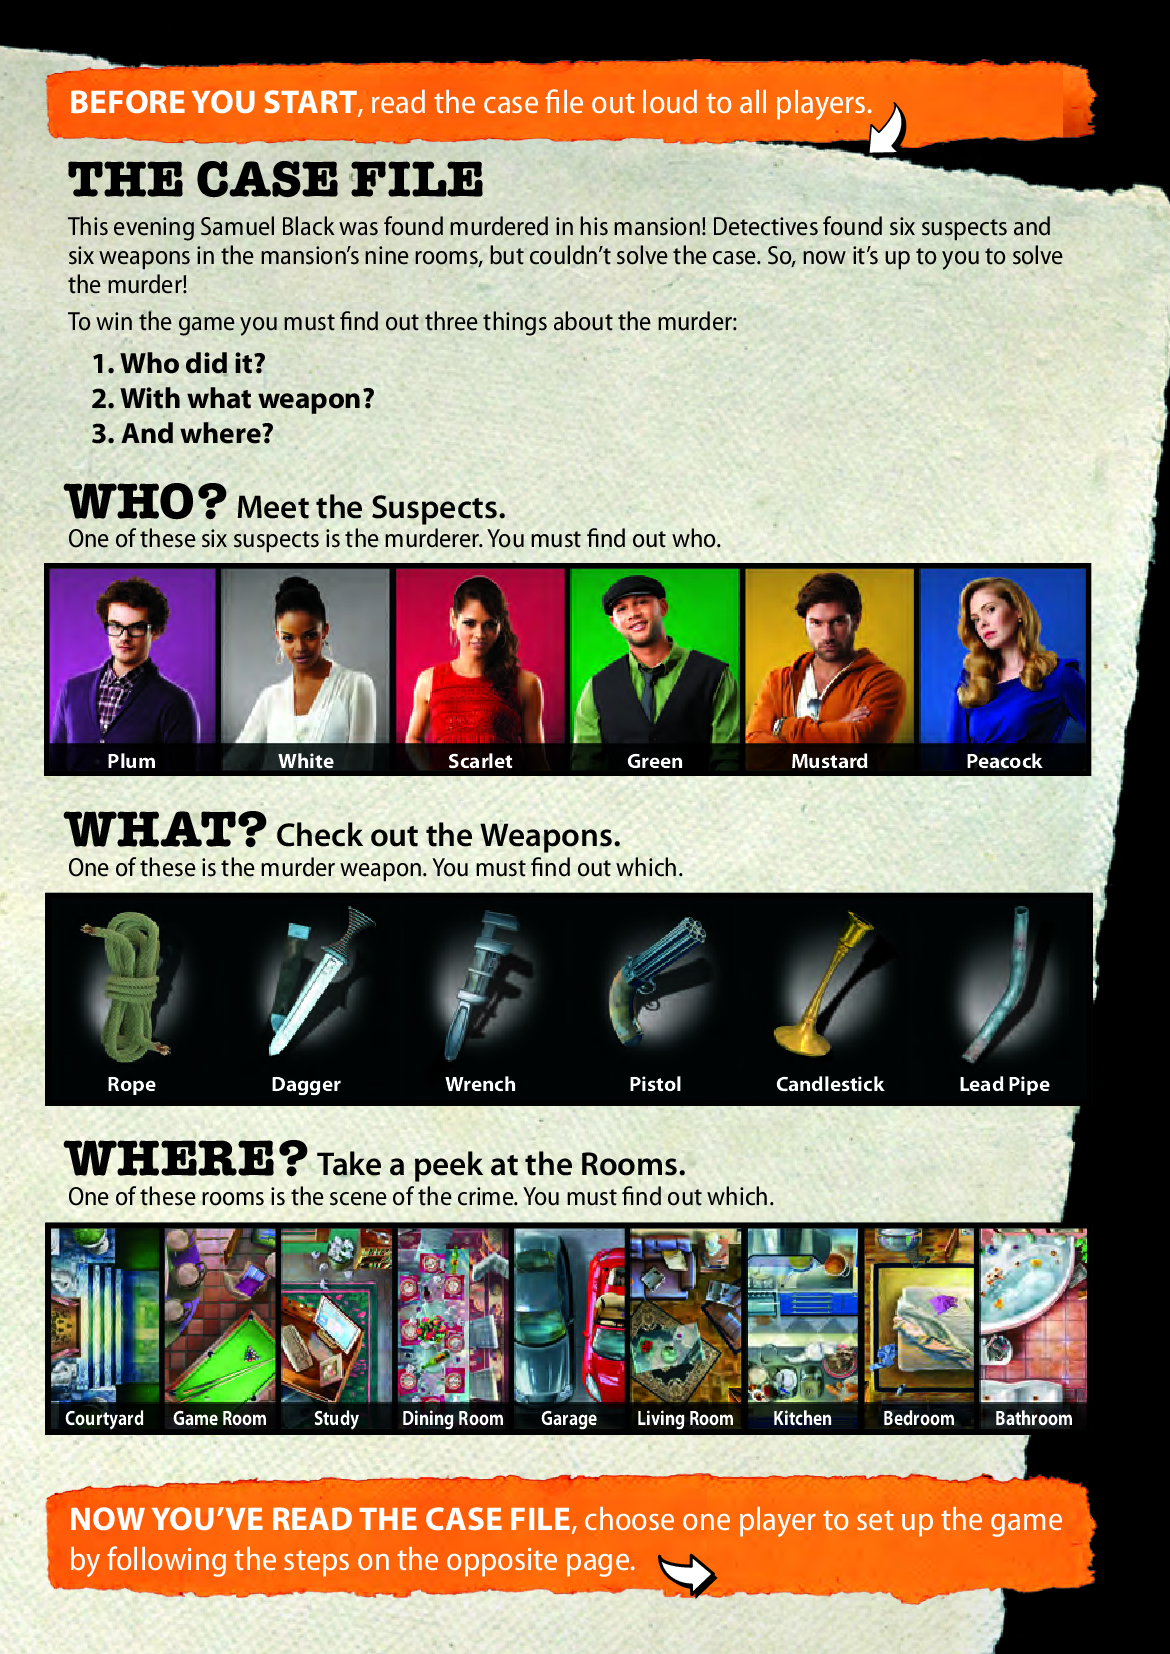 BEFORE YOU START, read the case file out loud to all players.
THE CASE FILE
This evening Samuel Black was found murdered in his mansion! Detectives found six suspects and
six weapons in the mansion’s nine rooms, but couldn’t solve the case. So, now it’s up to you to solve
the murder!
To win the game you must find out three things about the murder:
1. Who did it?
2. With what weapon?
3. And where?
WHO? Meet the Suspects.
One of these six suspects is the murderer. You must find out who.
Plum White Scarlet Green Mustard Peacock
WHAT? Check out the Weapons.
One of these is the murder weapon. You must find out which.
Rope Dagger Wrench Pistol Candlestick Lead Pipe
WHERE? Take a peek at the Rooms.
One of these rooms is the scene of the crime. You must find out which.
Courtyard Game Room Study Dining Room Garage Living Room Kitchen Bedroom Bathroom
NOW YOU’VE READ THE CASE FILE, choose one player to set up the game
by following the steps on the opposite page.